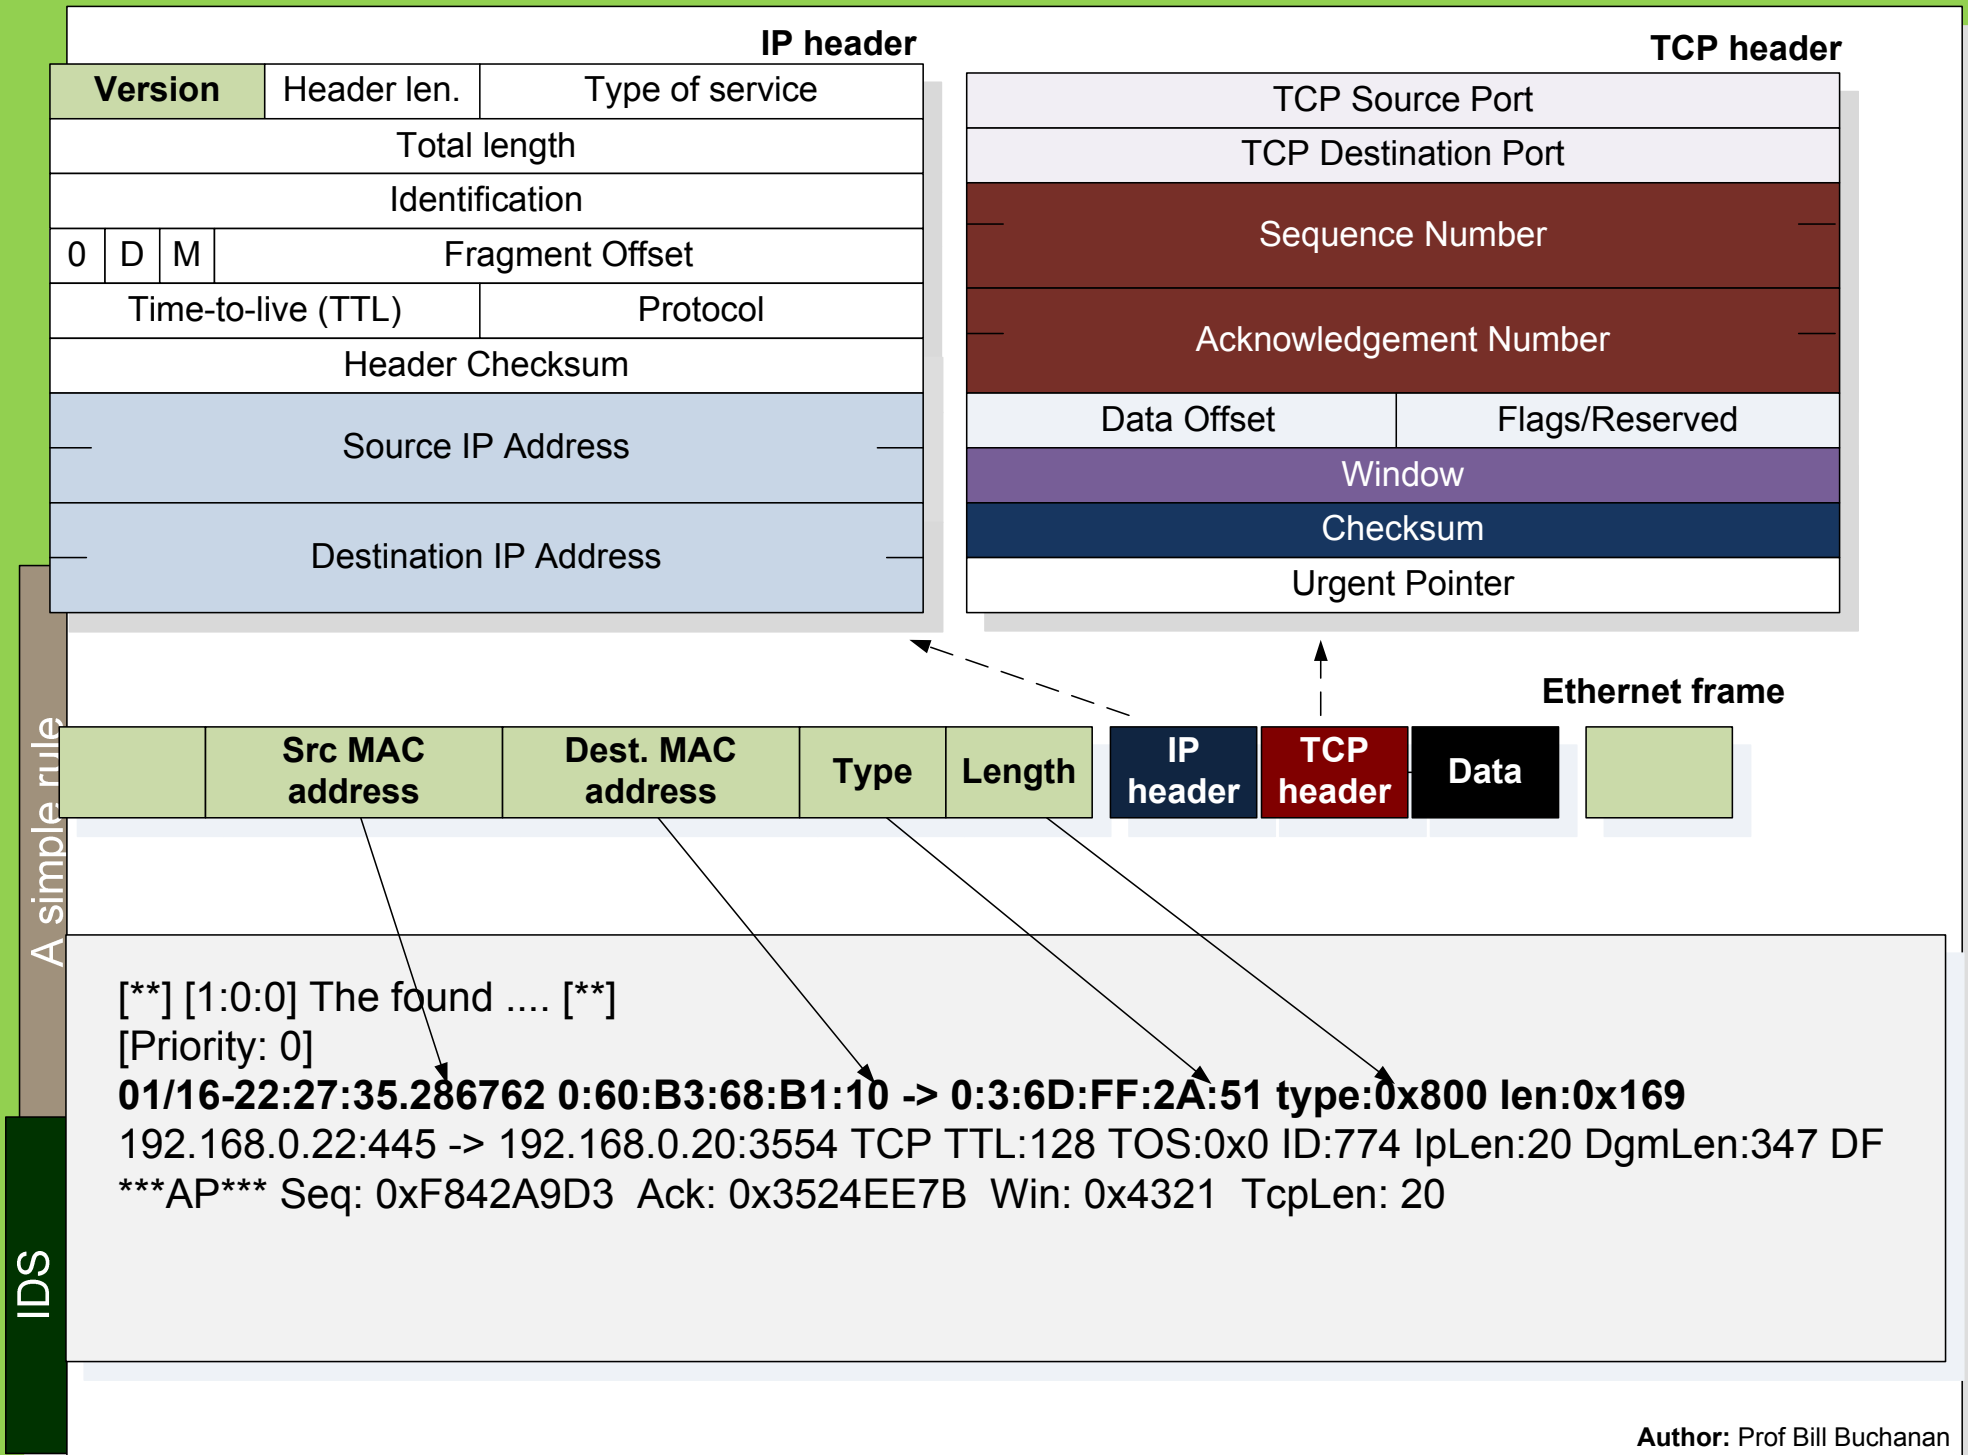 IP header
Version Header len. Type of service
Total length
Identification
0 D M Fragment Offset
Time-to-live (TTL) Protocol
Header Checksum
Source IP Address
Destination IP Address
TCP header
TCP Source Port
TCP Destination Port
Sequence Number
Acknowledgement Number
Data Offset Flags/Reserved
Window
Checksum
Urgent Pointer
Ethernet frame
Src MAC
address
Dest. MAC
address
Type
Length
IP
header
TCP
header
Data
A simple rule
IDS
[**] [1:0:0] The found .... [**]
[Priority: 0]
01/16-22:27:35.286762 0:60:B3:68:B1:10 -> 0:3:6D:FF:2A:51 type:0x800 len:0x169
192.168.0.22:445 -> 192.168.0.20:3554 TCP TTL:128 TOS:0x0 ID:774 IpLen:20 DgmLen:347 DF
***AP*** Seq: 0xF842A9D3 Ack: 0x3524EE7B Win: 0x4321 TcpLen: 20
Author: Prof Bill Buchanan